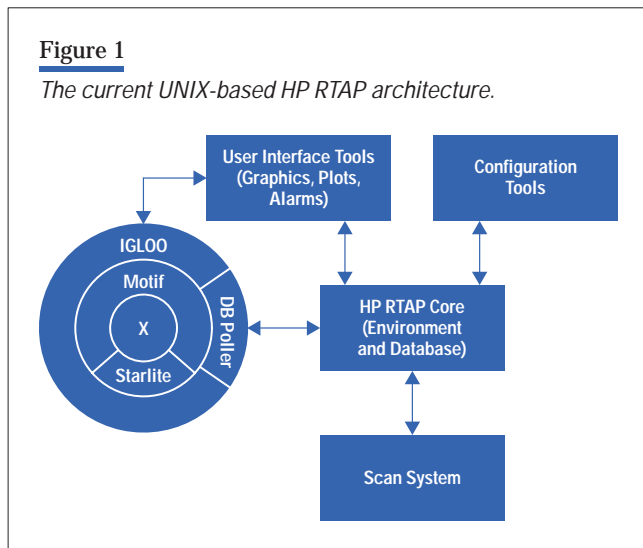 Figure 1
The current UNIX-based HP RTAP architecture.
User Interface Tools
(Graphics, Plots,
Alarms)
Configuration
Tools
IGLOO
Motif
X
Starlite
DB Poller
HP RTAP Core
(Environment
and Database)
Scan System